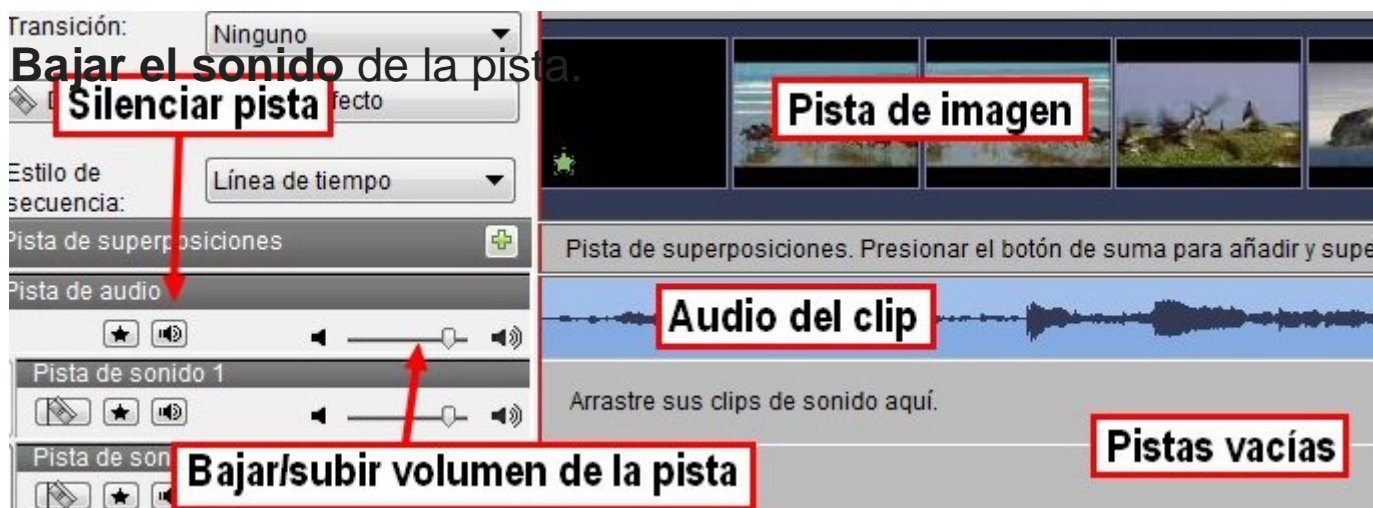 Transición:
Ninguno
Bajar el sonido de la pista.
Silenciar pista
fecto
Pista de imagen
Estilo de
secuencia:
Línea de tiempo
Pista de superposiciones
Pista de superposiciones. Presionar el botón de suma para añadir y supe
Pista de audio
Audio del clip
Pista de sonido 1
Arrastre sus clips de sonido aquí.
Pista de son
Bajar/subir volumen de la pista
Pistas vacías